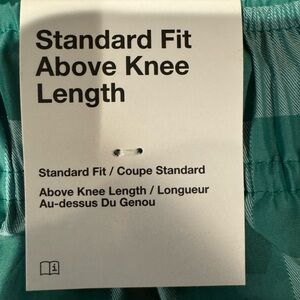 Standard Fit
Above Knee
Length
Standard Fit / Coupe Standard
Above Knee Length / Longueur
Au-dessus Du Genou